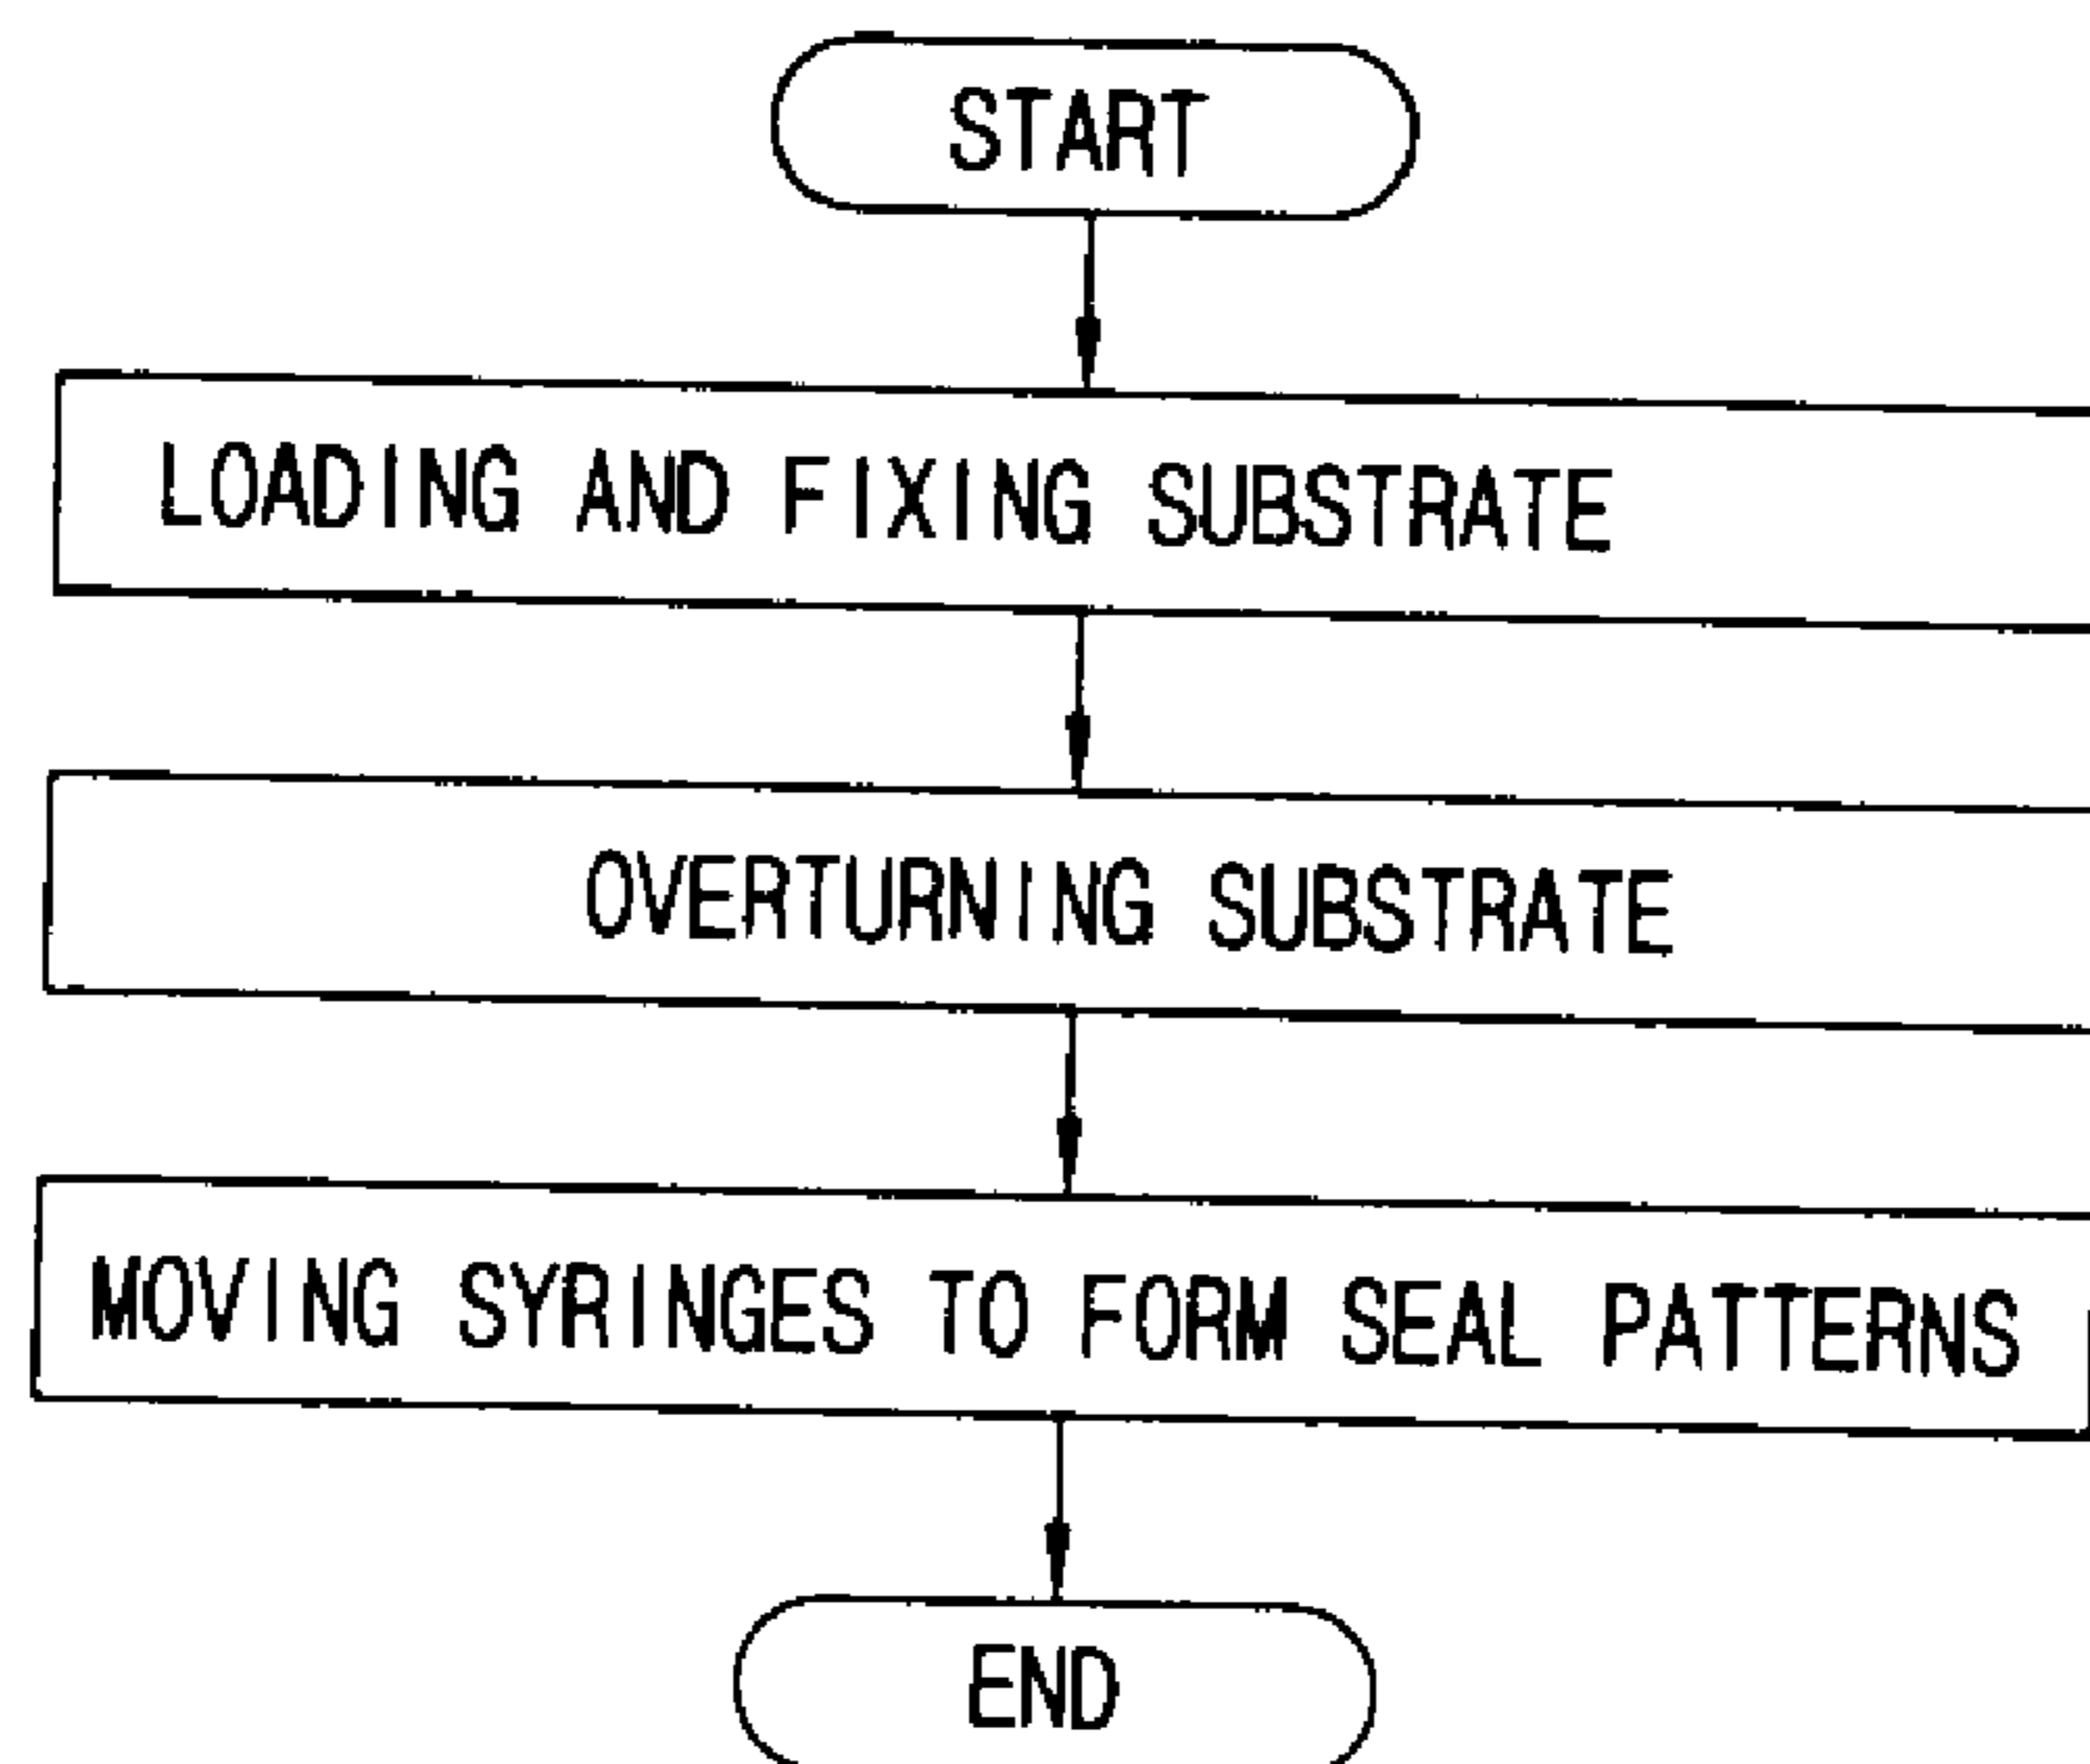 START
LOADING AND FIXING SUBSTRATE
OVERTURNING SUBSTRATE
MOVING SYRINGES TO FORM SEAL PATTERNS
END